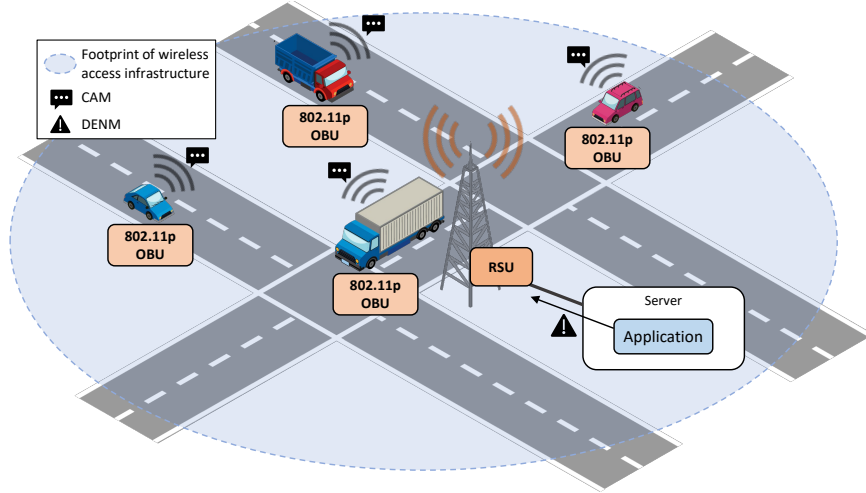 Footprint of wireless
access infrastructure
CAM
DENM
802.11p
OBU
802.11p
OBU
802.11p
OBU
802.11p
OBU
RSU
Server
Application